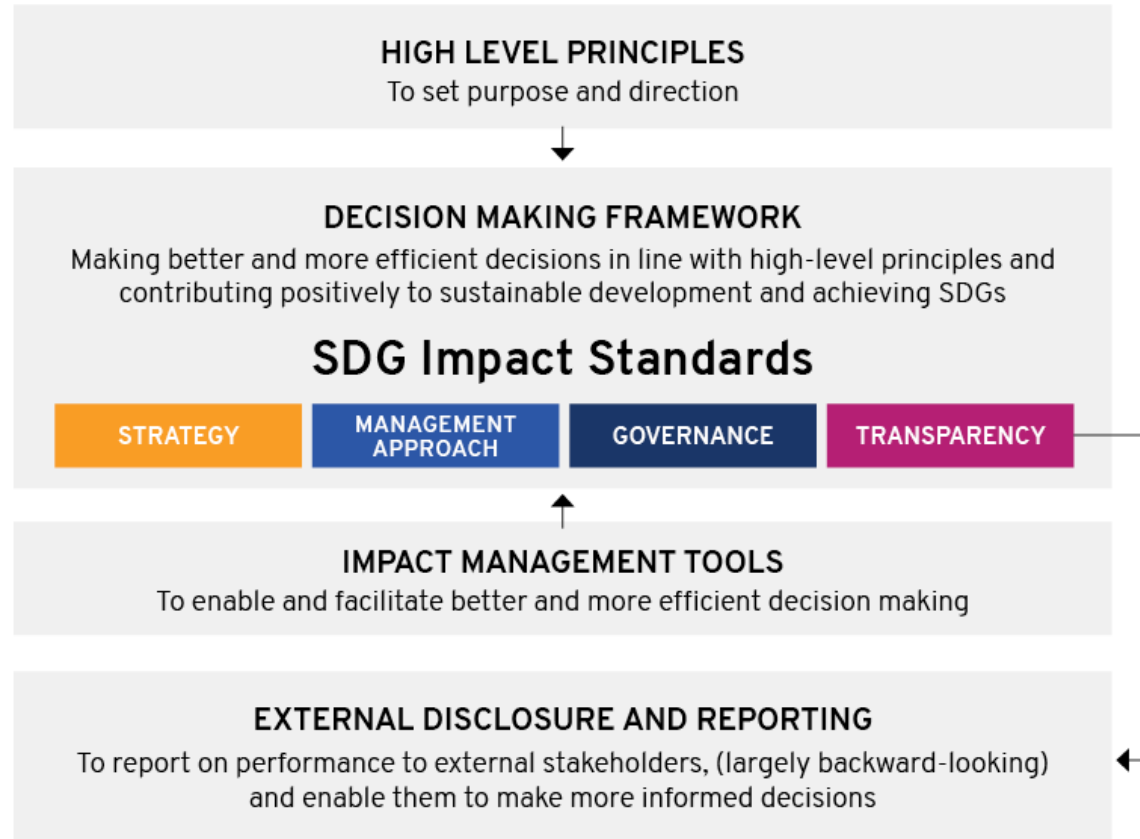 HIGH LEVEL PRINCIPLES
To set purpose and direction
DECISION MAKING FRAMEWORK
Making better and more efficient decisions in line with high-level principles and
contributing positively to sustainable development and achieving SDGs
SDG Impact Standards
STRATEGY
MANAGEMENT
APPROACH
GOVERNANCE
TRANSPARENCY
IMPACT MANAGEMENT TOOLS
To enable and facilitate better and more efficient decision making
EXTERNAL DISCLOSURE AND REPORTING
To report on performance to external stakeholders, (largely backward-looking)
and enable them to make more informed decisions